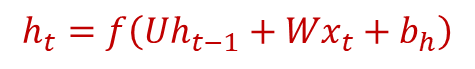 h_t = f(Uh_{t-1} + Wx_t + b_h)